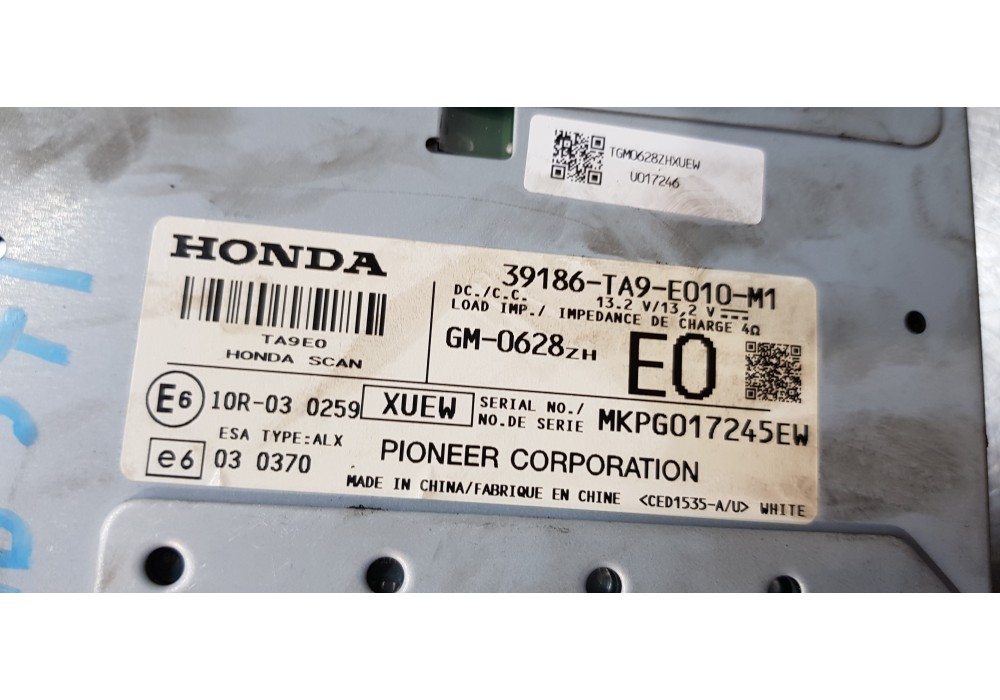 TGM0628ZHXUEW
U017246
HONDA
39186-TA9-E010-M1
DC./C.C. 13.2 V/13,2 V
LOAD IMP./ IMPEDANCE DE CHARGE 4Ω
TA9E0
HONDA SCAN
GM-0628ZH
E0
E6 10R-03 0259 XUEW SERIAL NO./
NO.DE SERIE MKPG017245EW
ESA TYPE:ALX
e6 03 0370
PIONEER CORPORATION
MADE IN CHINA/FABRIQUE EN CHINE <CED1535-A/U> WHITE